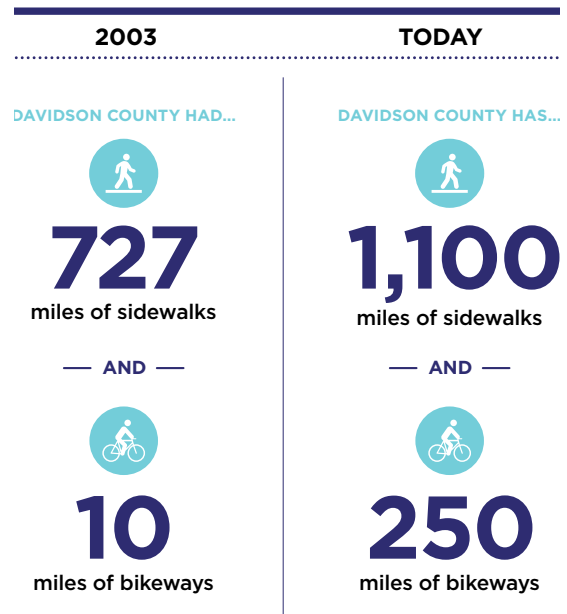 2003
TODAY
DAVIDSON COUNTY HAD...
727
miles of sidewalks
AND
10
miles of bikeways
DAVIDSON COUNTY HAS...
1,100
miles of sidewalks
AND
250
miles of bikeways